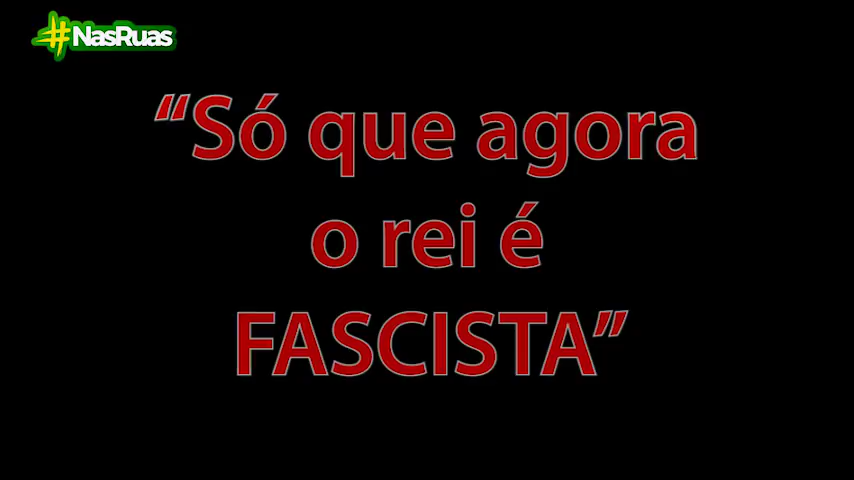 #NasRuas
“Só que agora
o rei é
FASCISTA”